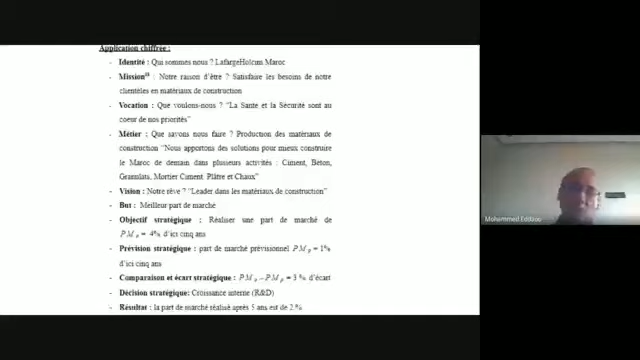 Application chiffrée :
- Identité : Qui sommes nous ? LafargeHolcim Maroc
- Mission : Notre raison d'être ? Satisfaire les besoins de notre
clientèles en matériaux de construction
- Vocation : Que voulons-nous ? "La Sante et la Sécurité sont au
coeur de nos priorités"
- Métier : Que savons nous faire ? Production des matériaux de
construction "Nous apportons des solutions pour mieux construire
le Maroc de demain dans plusieurs activités : Ciment, Béton,
Granulats, Mortier Ciment Plâtre et Chaux"
- Vision : Notre rêve ? "Leader dans les matériaux de construction"
- But : Meilleur part de marché
- Objectif stratégique : Réaliser une part de marché de
PMo = 4% d'ici cinq ans
- Prévision stratégique : part de marché prévisionnel PMp = 1%
d'ici cinq ans
- Comparaison et écart stratégique : PMo – PMp = 3 % d'écart
- Décision stratégique: Croissance interne (R&D)
- Résultat : la part de marché réalisé après 5 ans est de 2 %
Mohammed